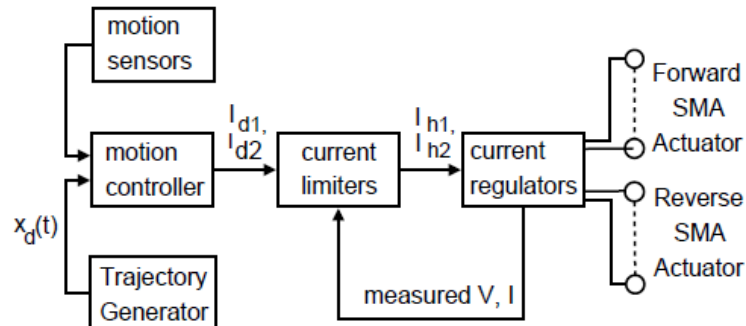 motion
sensors
I d1,
I d2
I h1,
I h2
motion
controller
current
limiters
current
regulators
Forward
SMA
Actuator
Reverse
SMA
Actuator
x d(t)
Trajectory
Generator
measured V, I